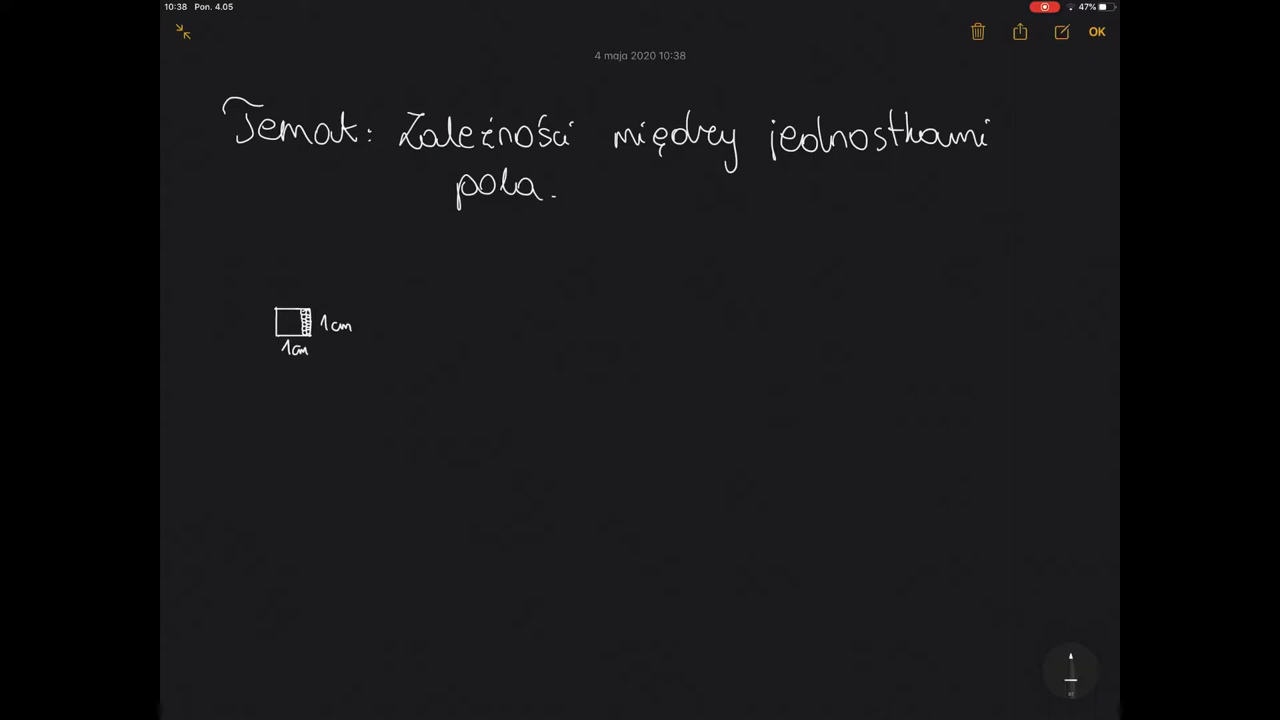 10:38 Pon. 4.05 47%
OK
4 maja 2020 10:38
Temat: Zależności między jednostkami
pola.
1cm
1cm